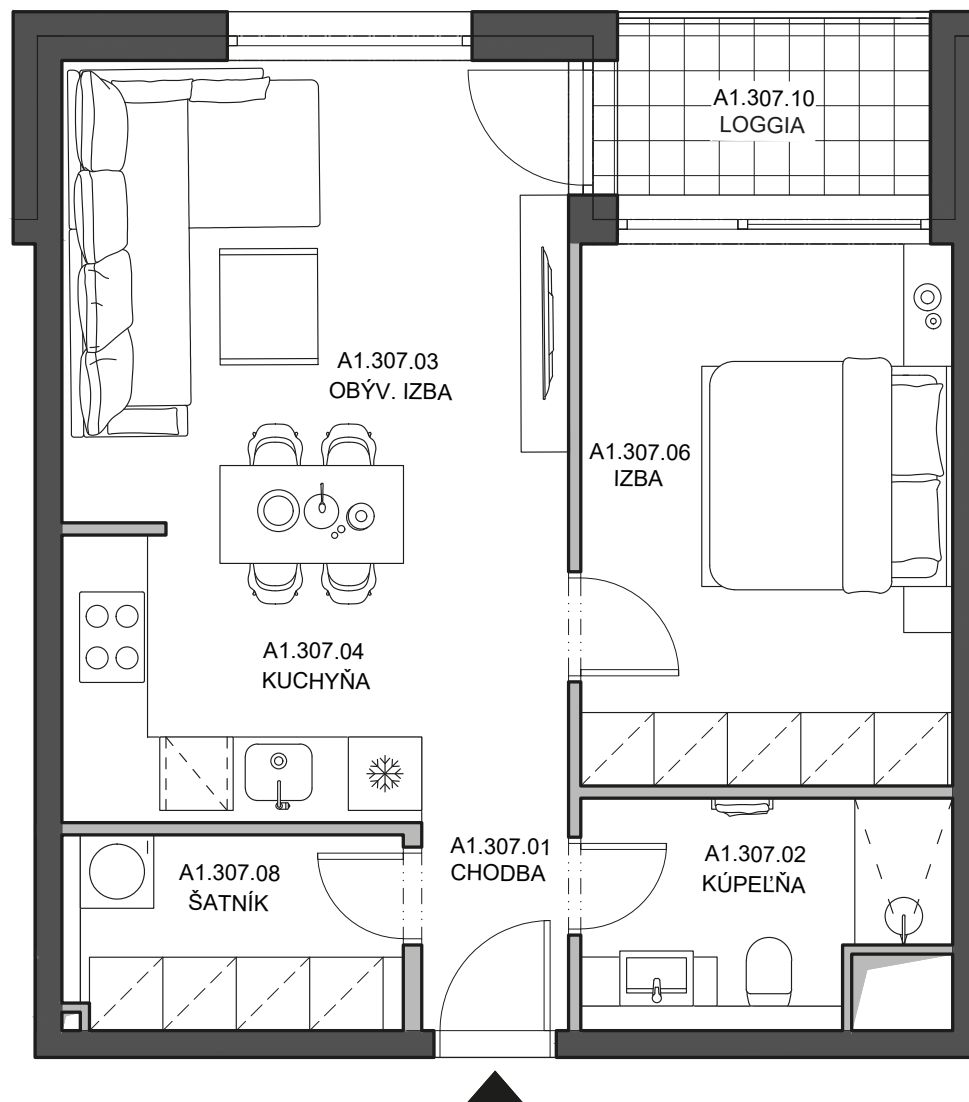 A1.307.10
LOGGIA
A1.307.03
OBÝV. IZBA
A1.307.06
IZBA
A1.307.04
KUCHYŇA
A1.307.01
CHODBA
A1.307.02
KÚPEĽŇA
A1.307.08
ŠATNÍK